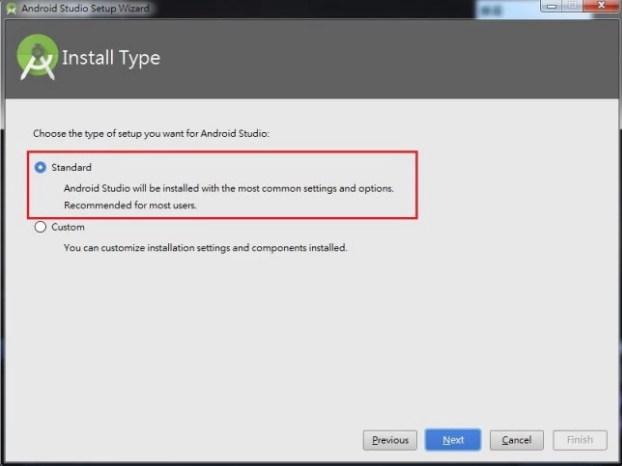 Android Studio Setup Wizard
Install Type
Choose the type of setup you want for Android Studio:
Standard
Android Studio will be installed with the most common settings and options.
Recommended for most users.
Custom
You can customize installation settings and components installed.
Previous
Next
Cancel
Finish